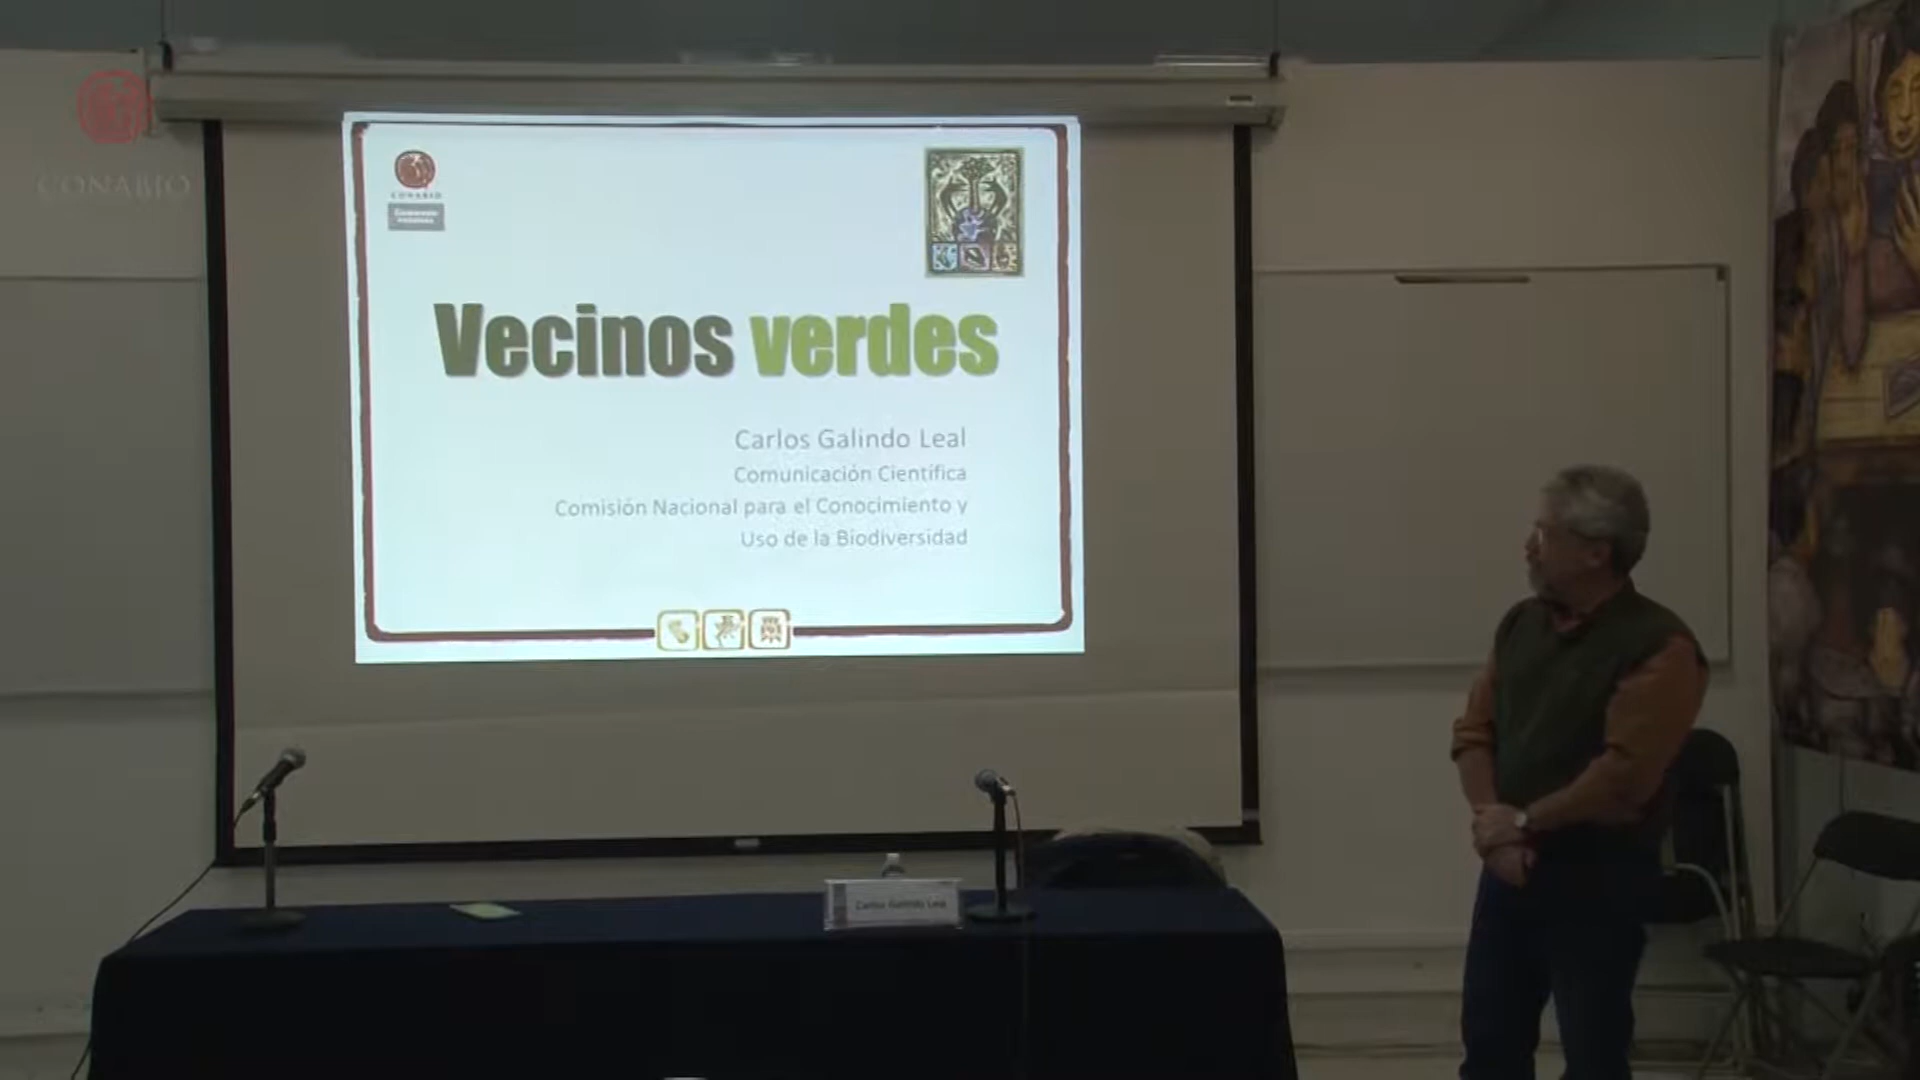 CONABIO
CONABIO
Vecinos verdes
Carlos Galindo Leal
Comunicación Científica
Comisión Nacional para el Conocimiento y
Uso de la Biodiversidad
Carlos Galindo Leal